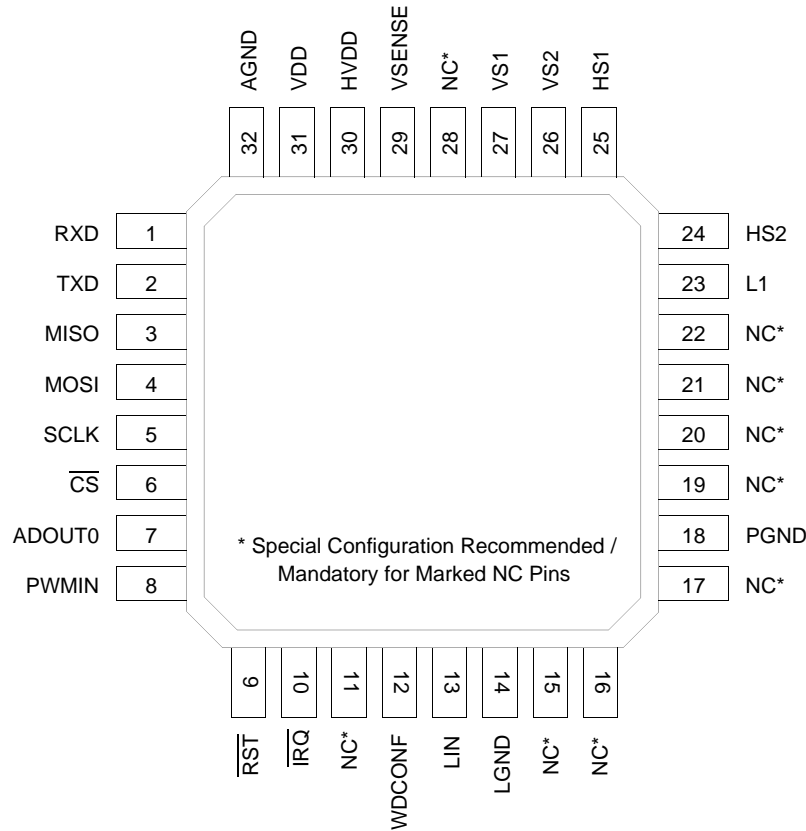 AGND
VDD
HVDD
VSENSE
NC*
VS1
VS2
HS1
32
31
30
29
28
27
26
25
RXD 1
TXD 2
MISO 3
MOSI 4
SCLK 5
C̅S̅ 6
ADOUT0 7
PWMIN 8
24 HS2
23 L1
22 NC*
21 NC*
20 NC*
19 NC*
18 PGND
17 NC*
* Special Configuration Recommended /
Mandatory for Marked NC Pins
9
10
11
12
13
14
15
16
R̅S̅T̅
I̅R̅Q̅
NC*
WDCONF
LIN
LGND
NC*
NC*